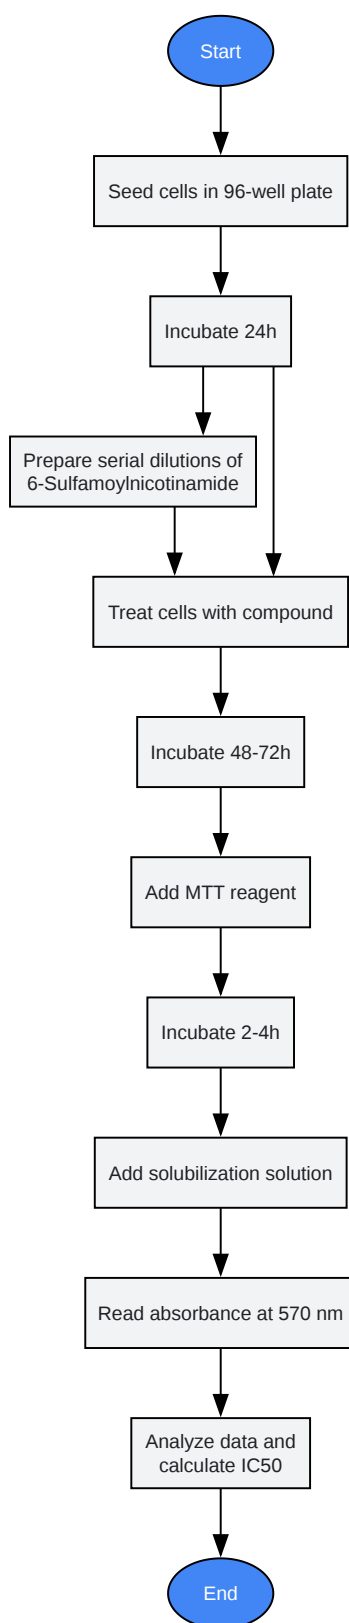 Start
Seed cells in 96-well plate
Incubate 24h
Prepare serial dilutions of
6-Sulfamoylnicotinamide
Treat cells with compound
Incubate 48-72h
Add MTT reagent
Incubate 2-4h
Add solubilization solution
Read absorbance at 570 nm
Analyze data and
calculate IC50
End